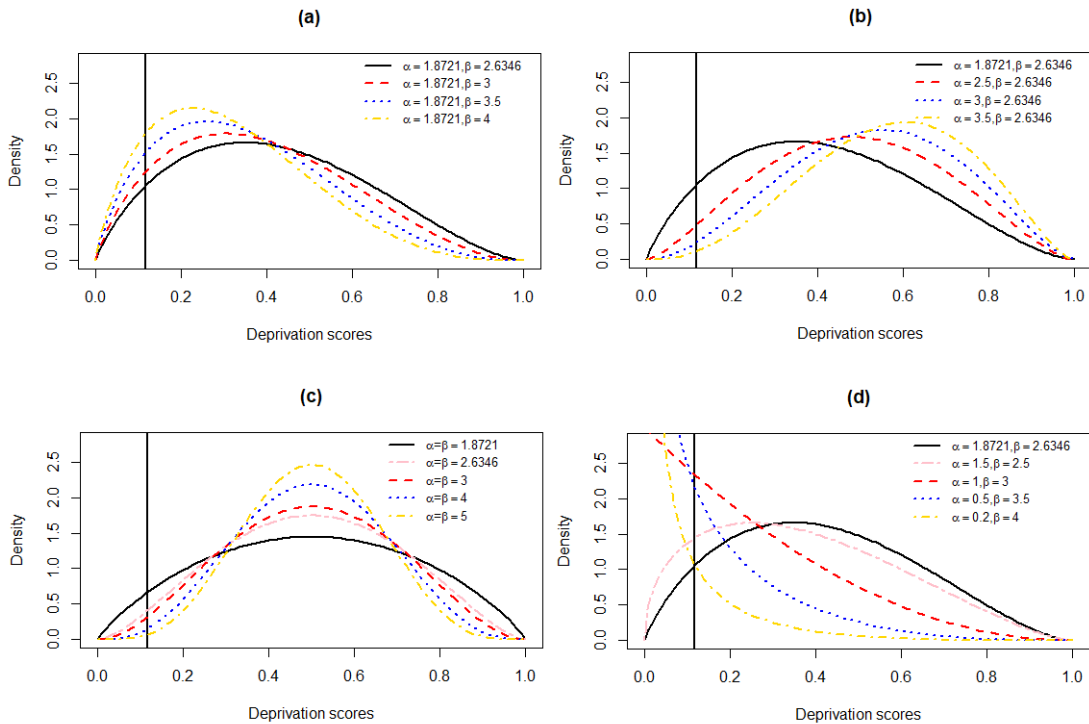 (a)
α = 1.8721,β = 2.6346
α = 1.8721,β = 3
α = 1.8721,β = 3.5
α = 1.8721,β = 4
Density
0.0 0.5 1.0 1.5 2.0 2.5
0.0 0.2 0.4 0.6 0.8 1.0
Deprivation scores
(b)
α = 1.8721,β = 2.6346
α = 2.5,β = 2.6346
α = 3,β = 2.6346
α = 3.5,β = 2.6346
Density
0.0 0.5 1.0 1.5 2.0 2.5
0.0 0.2 0.4 0.6 0.8 1.0
Deprivation scores
(c)
α=β = 1.8721
α=β = 2.6346
α=β = 3
α=β = 4
α=β = 5
Density
0.0 0.5 1.0 1.5 2.0 2.5
0.0 0.2 0.4 0.6 0.8 1.0
Deprivation scores
(d)
α = 1.8721,β = 2.6346
α = 1.5,β = 2.5
α = 1,β = 3
α = 0.5,β = 3.5
α = 0.2,β = 4
Density
0.0 0.5 1.0 1.5 2.0 2.5
0.0 0.2 0.4 0.6 0.8 1.0
Deprivation scores